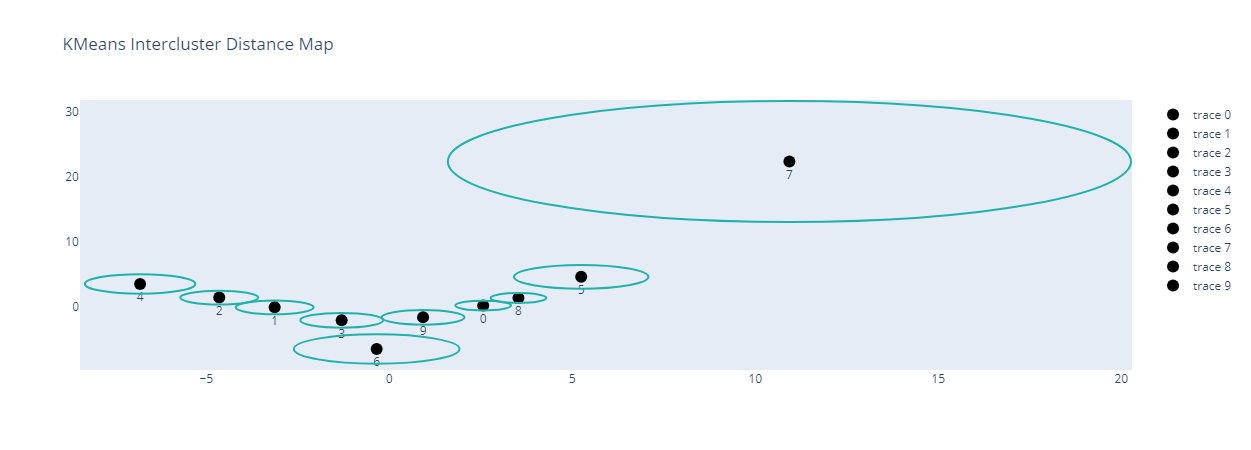 KMeans Intercluster Distance Map
30
20
10
0
7
4
2
1
3
9
6
0
8
5
−5
0
5
10
15
20
trace 0
trace 1
trace 2
trace 3
trace 4
trace 5
trace 6
trace 7
trace 8
trace 9